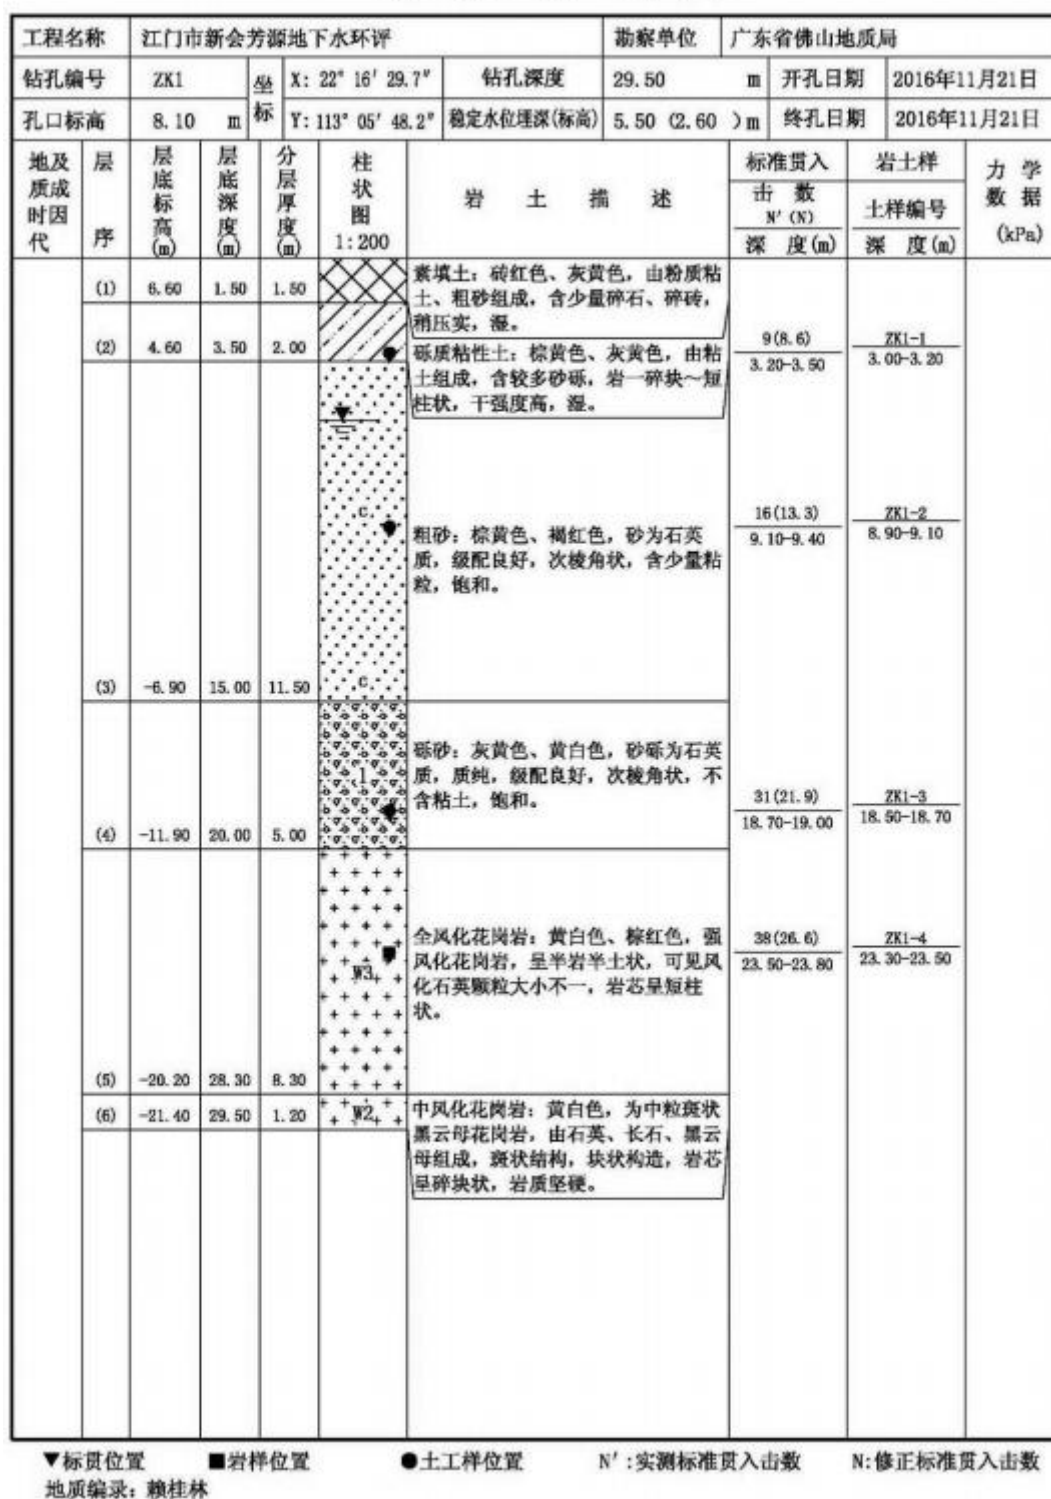 工程名称 江门市新会芳源地下水环评 勘察单位 广东省佛山地质局
钻孔编号 ZK1 坐标 X: 22° 16′ 29.7″ 钻孔深度 29.50 m 开孔日期 2016年11月21日
孔口标高 8.10 m Y: 113° 05′ 48.2″ 稳定水位埋深(标高) 5.50 (2.60 )m 终孔日期 2016年11月21日
地质时代及成因 层序 层底标高(m) 层底深度(m) 分层厚度(m) 柱状图 1:200 岩土描述 标准贯入 击数 N′(N) 深度(m) 岩土样 土样编号 深度(m) 力学数据 (kPa)
(1) 6.60 1.50 1.50
素填土：砖红色、灰黄色，由粉质粘
土、粗砂组成，含少量碎石、碎砖，
稍压实，湿。
(2) 4.60 3.50 2.00
砾质粘性土：棕黄色、灰黄色，由粘
土组成，含较多砂砾，岩一碎块～短
柱状，干强度高，湿。
9(8.6) ZK1-1
3.20-3.50 3.00-3.20
c
16(13.3) ZK1-2
9.10-9.40 8.90-9.10
粗砂：棕黄色、褐红色，砂为石英
质，级配良好，次棱角状，含少量粘
粒，饱和。
(3) -6.90 15.00 11.50 c
砾砂：灰黄色、黄白色，砂砾为石英
质，质纯，级配良好，次棱角状，不
含粘土，饱和。
1
31(21.9) ZK1-3
18.70-19.00 18.50-18.70
(4) -11.90 20.00 5.00
全风化花岗岩：黄白色、棕红色，强
风化花岗岩，呈半岩半土状，可见风
化石英颗粒大小不一，岩芯呈短柱
状。
W3
38(26.6) ZK1-4
23.50-23.80 23.30-23.50
(5) -20.20 28.30 8.30
(6) -21.40 29.50 1.20 W2
中风化花岗岩：黄白色，为中粒斑状
黑云母花岗岩，由石英、长石、黑云
母组成，斑状结构，块状构造，岩芯
呈碎块状，岩质坚硬。
▼标贯位置 ■岩样位置 ●土工样位置 N′:实测标准贯入击数 N:修正标准贯入击数
地质编录：赖桂林